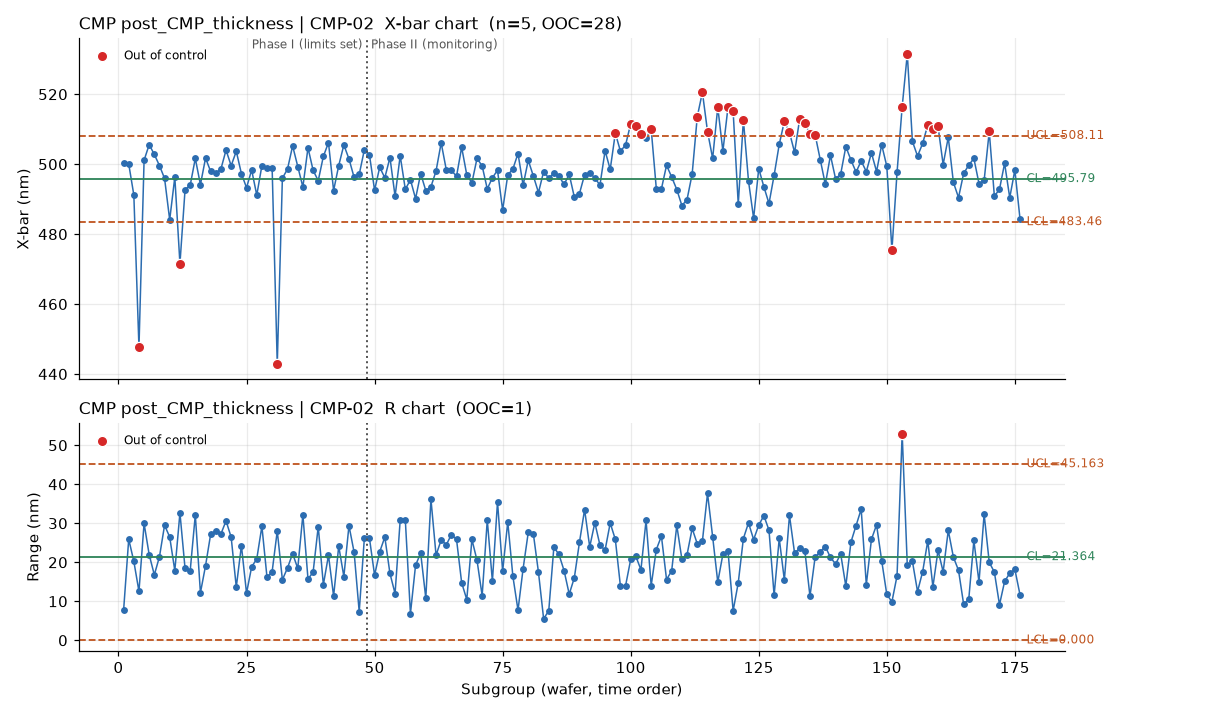 CMP post_CMP_thickness | CMP-02  X-bar chart  (n=5, OOC=28)
Phase I (limits set)
Phase II (monitoring)
Out of control
520
500
480
460
440
X-bar (nm)
UCL=508.11
CL=495.79
LCL=483.46
CMP post_CMP_thickness | CMP-02  R chart  (OOC=1)
Out of control
50
40
30
20
10
0
Range (nm)
UCL=45.163
CL=21.364
LCL=0.000
0 25 50 75 100 125 150 175
Subgroup (wafer, time order)